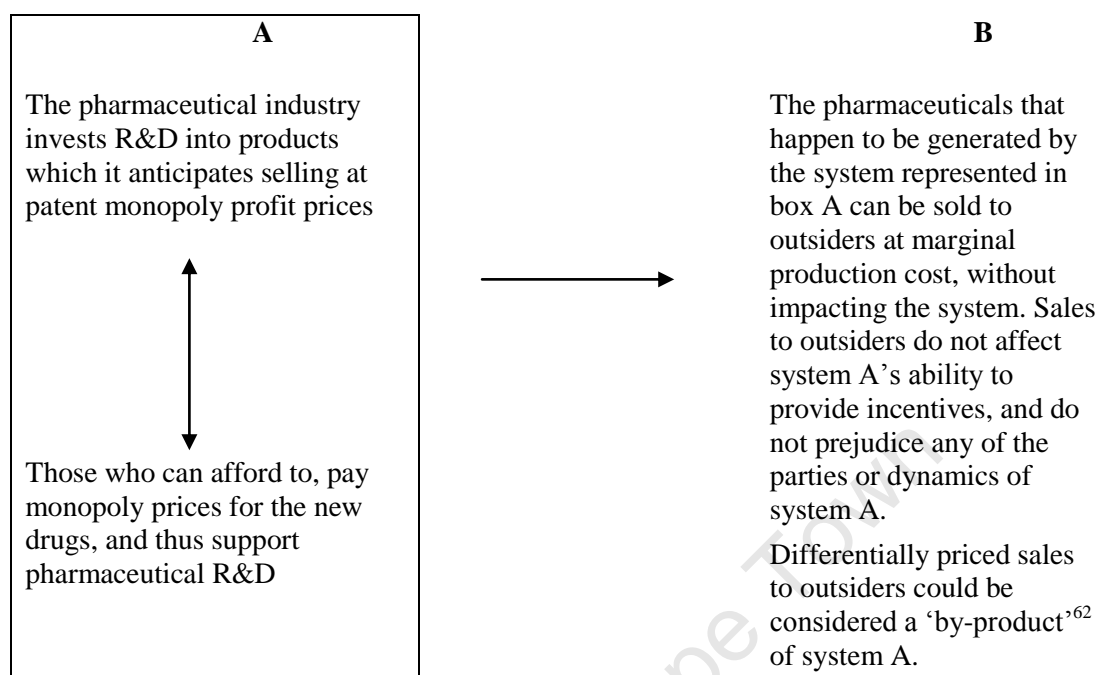 A
The pharmaceutical industry
invests R&D into products
which it anticipates selling at
patent monopoly profit prices
Those who can afford to, pay
monopoly prices for the new
drugs, and thus support
pharmaceutical R&D
B
The pharmaceuticals that
happen to be generated by
the system represented in
box A can be sold to
outsiders at marginal
production cost, without
impacting the system. Sales
to outsiders do not affect
system A’s ability to
provide incentives, and do
not prejudice any of the
parties or dynamics of
system A.
Differentially priced sales
to outsiders could be
considered a ‘by-product’62
of system A.
Town